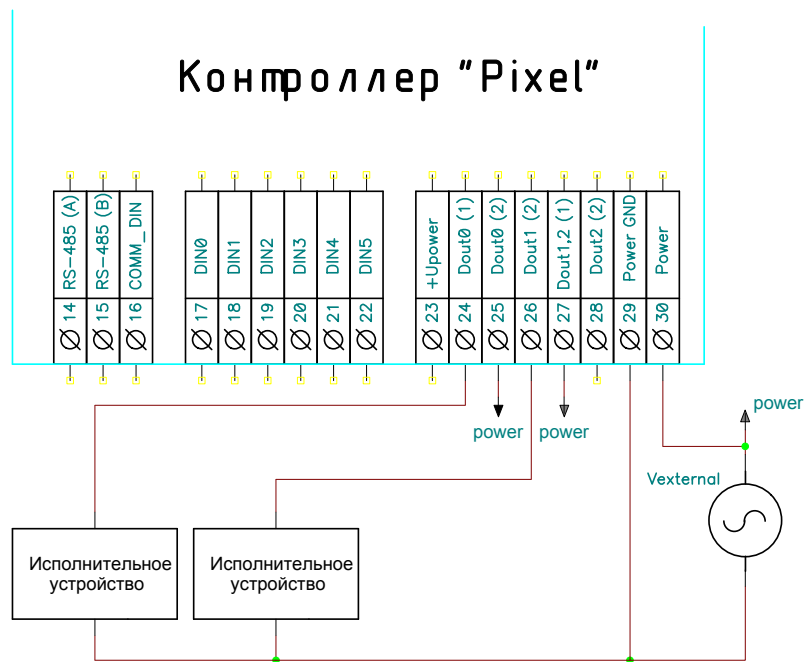 Контроллер "Pixel"
RS-485 (A)
RS-485 (B)
COMM_DIN
DIN0
DIN1
DIN2
DIN3
DIN4
DIN5
+Upower
Dout0 (1)
Dout0 (2)
Dout1 (2)
Dout1,2 (1)
Dout2 (2)
Power GND
Power
14
15
16
17
18
19
20
21
22
23
24
25
26
27
28
29
30
power
power
power
Vexternal
Исполнительное
устройство
Исполнительное
устройство